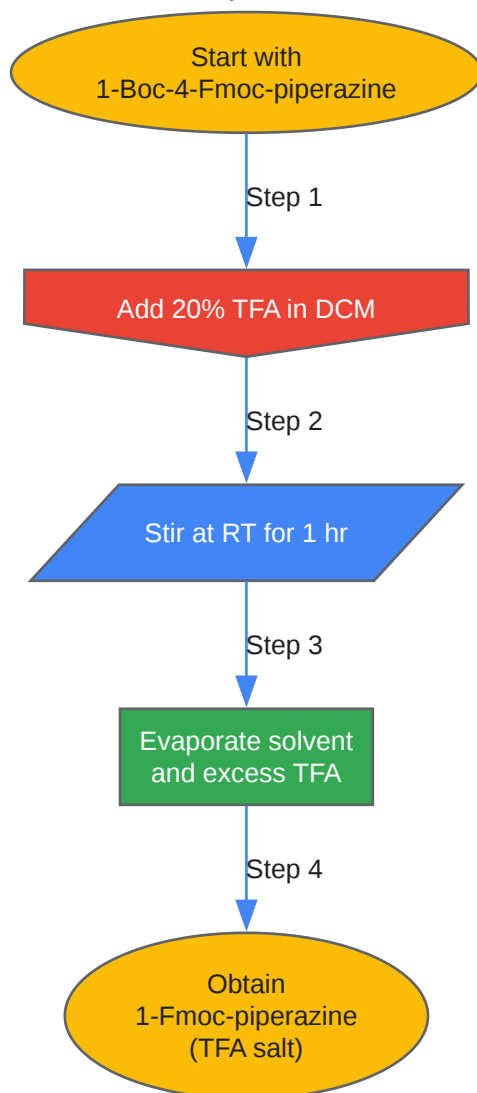 Start with
1-Boc-4-Fmoc-piperazine
Step 1
Add 20% TFA in DCM
Step 2
Stir at RT for 1 hr
Step 3
Evaporate solvent
and excess TFA
Step 4
Obtain
1-Fmoc-piperazine
(TFA salt)